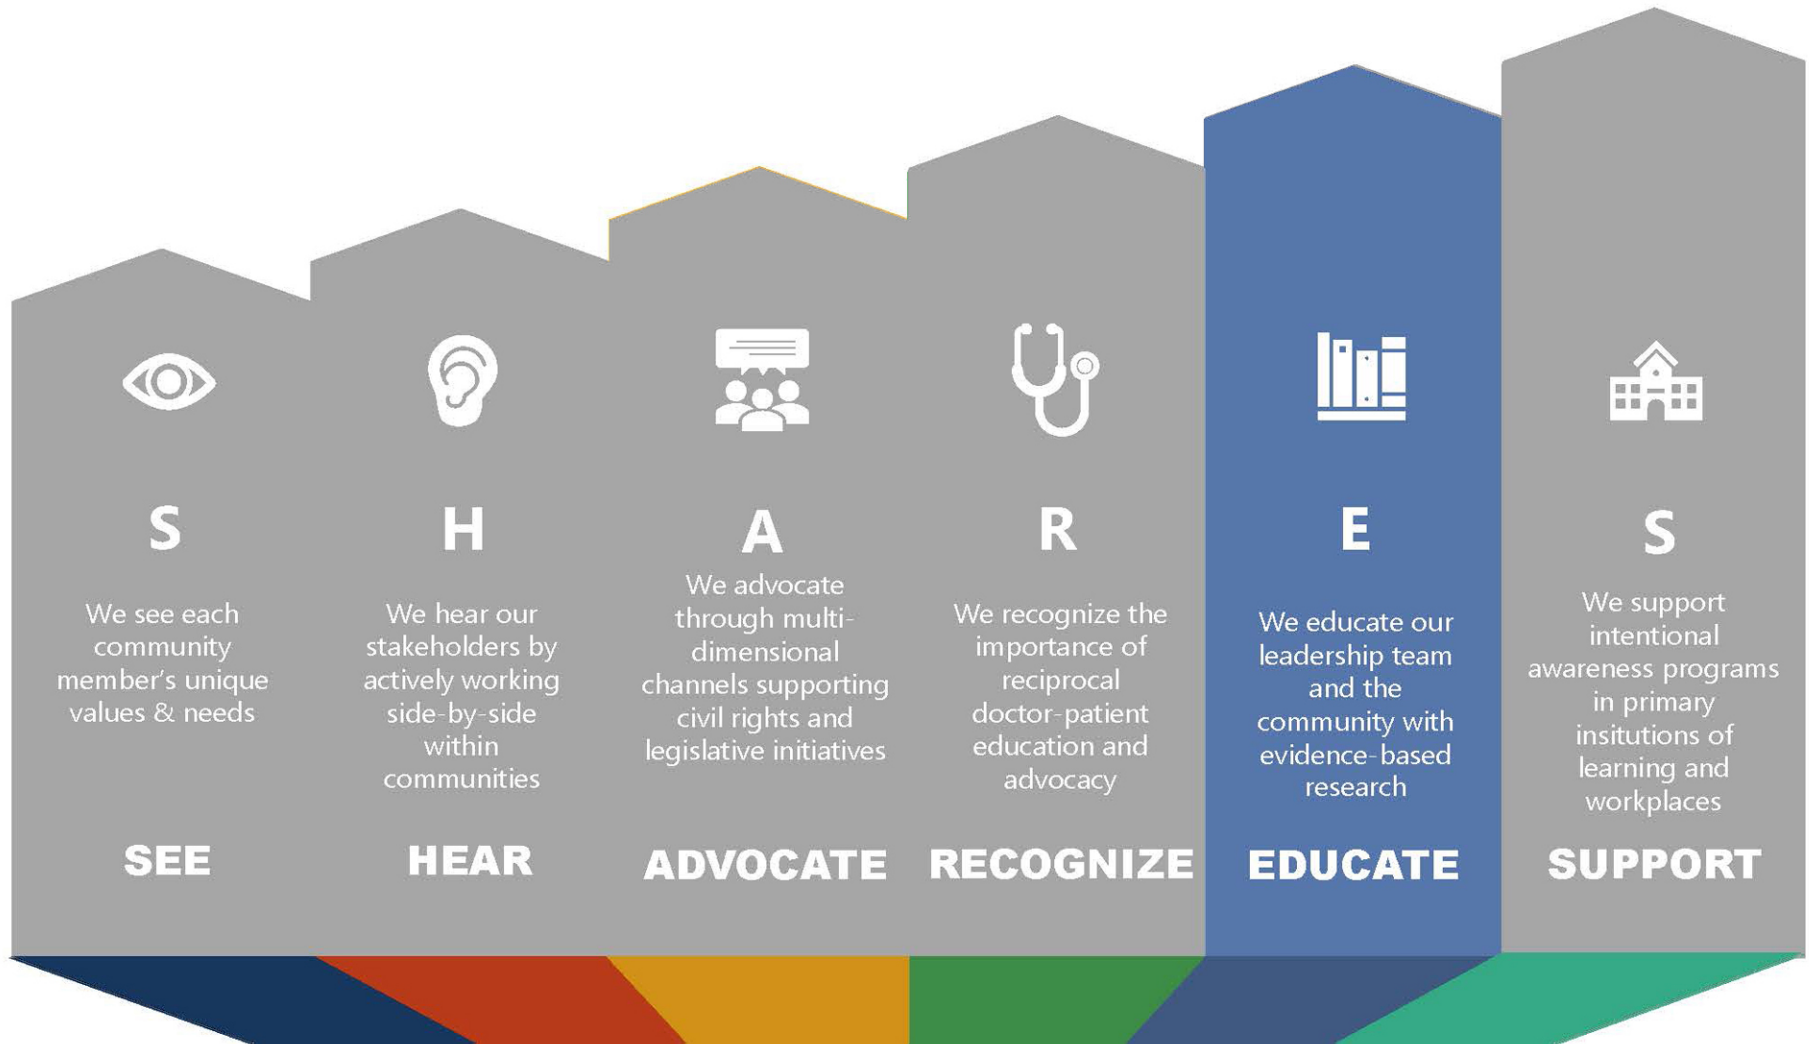 S
We see each
community
member's unique
values & needs
SEE
H
We hear our
stakeholders by
actively working
side-by-side
within
communities
HEAR
A
We advocate
through multi-
dimensional
channels supporting
civil rights and
legislative initiatives
ADVOCATE
R
We recognize the
importance of
reciprocal
doctor-patient
education and
advocacy
RECOGNIZE
E
We educate our
leadership team
and the
community with
evidence-based
research
EDUCATE
S
We support
intentional
awareness programs
in primary
insitutions of
learning and
workplaces
SUPPORT